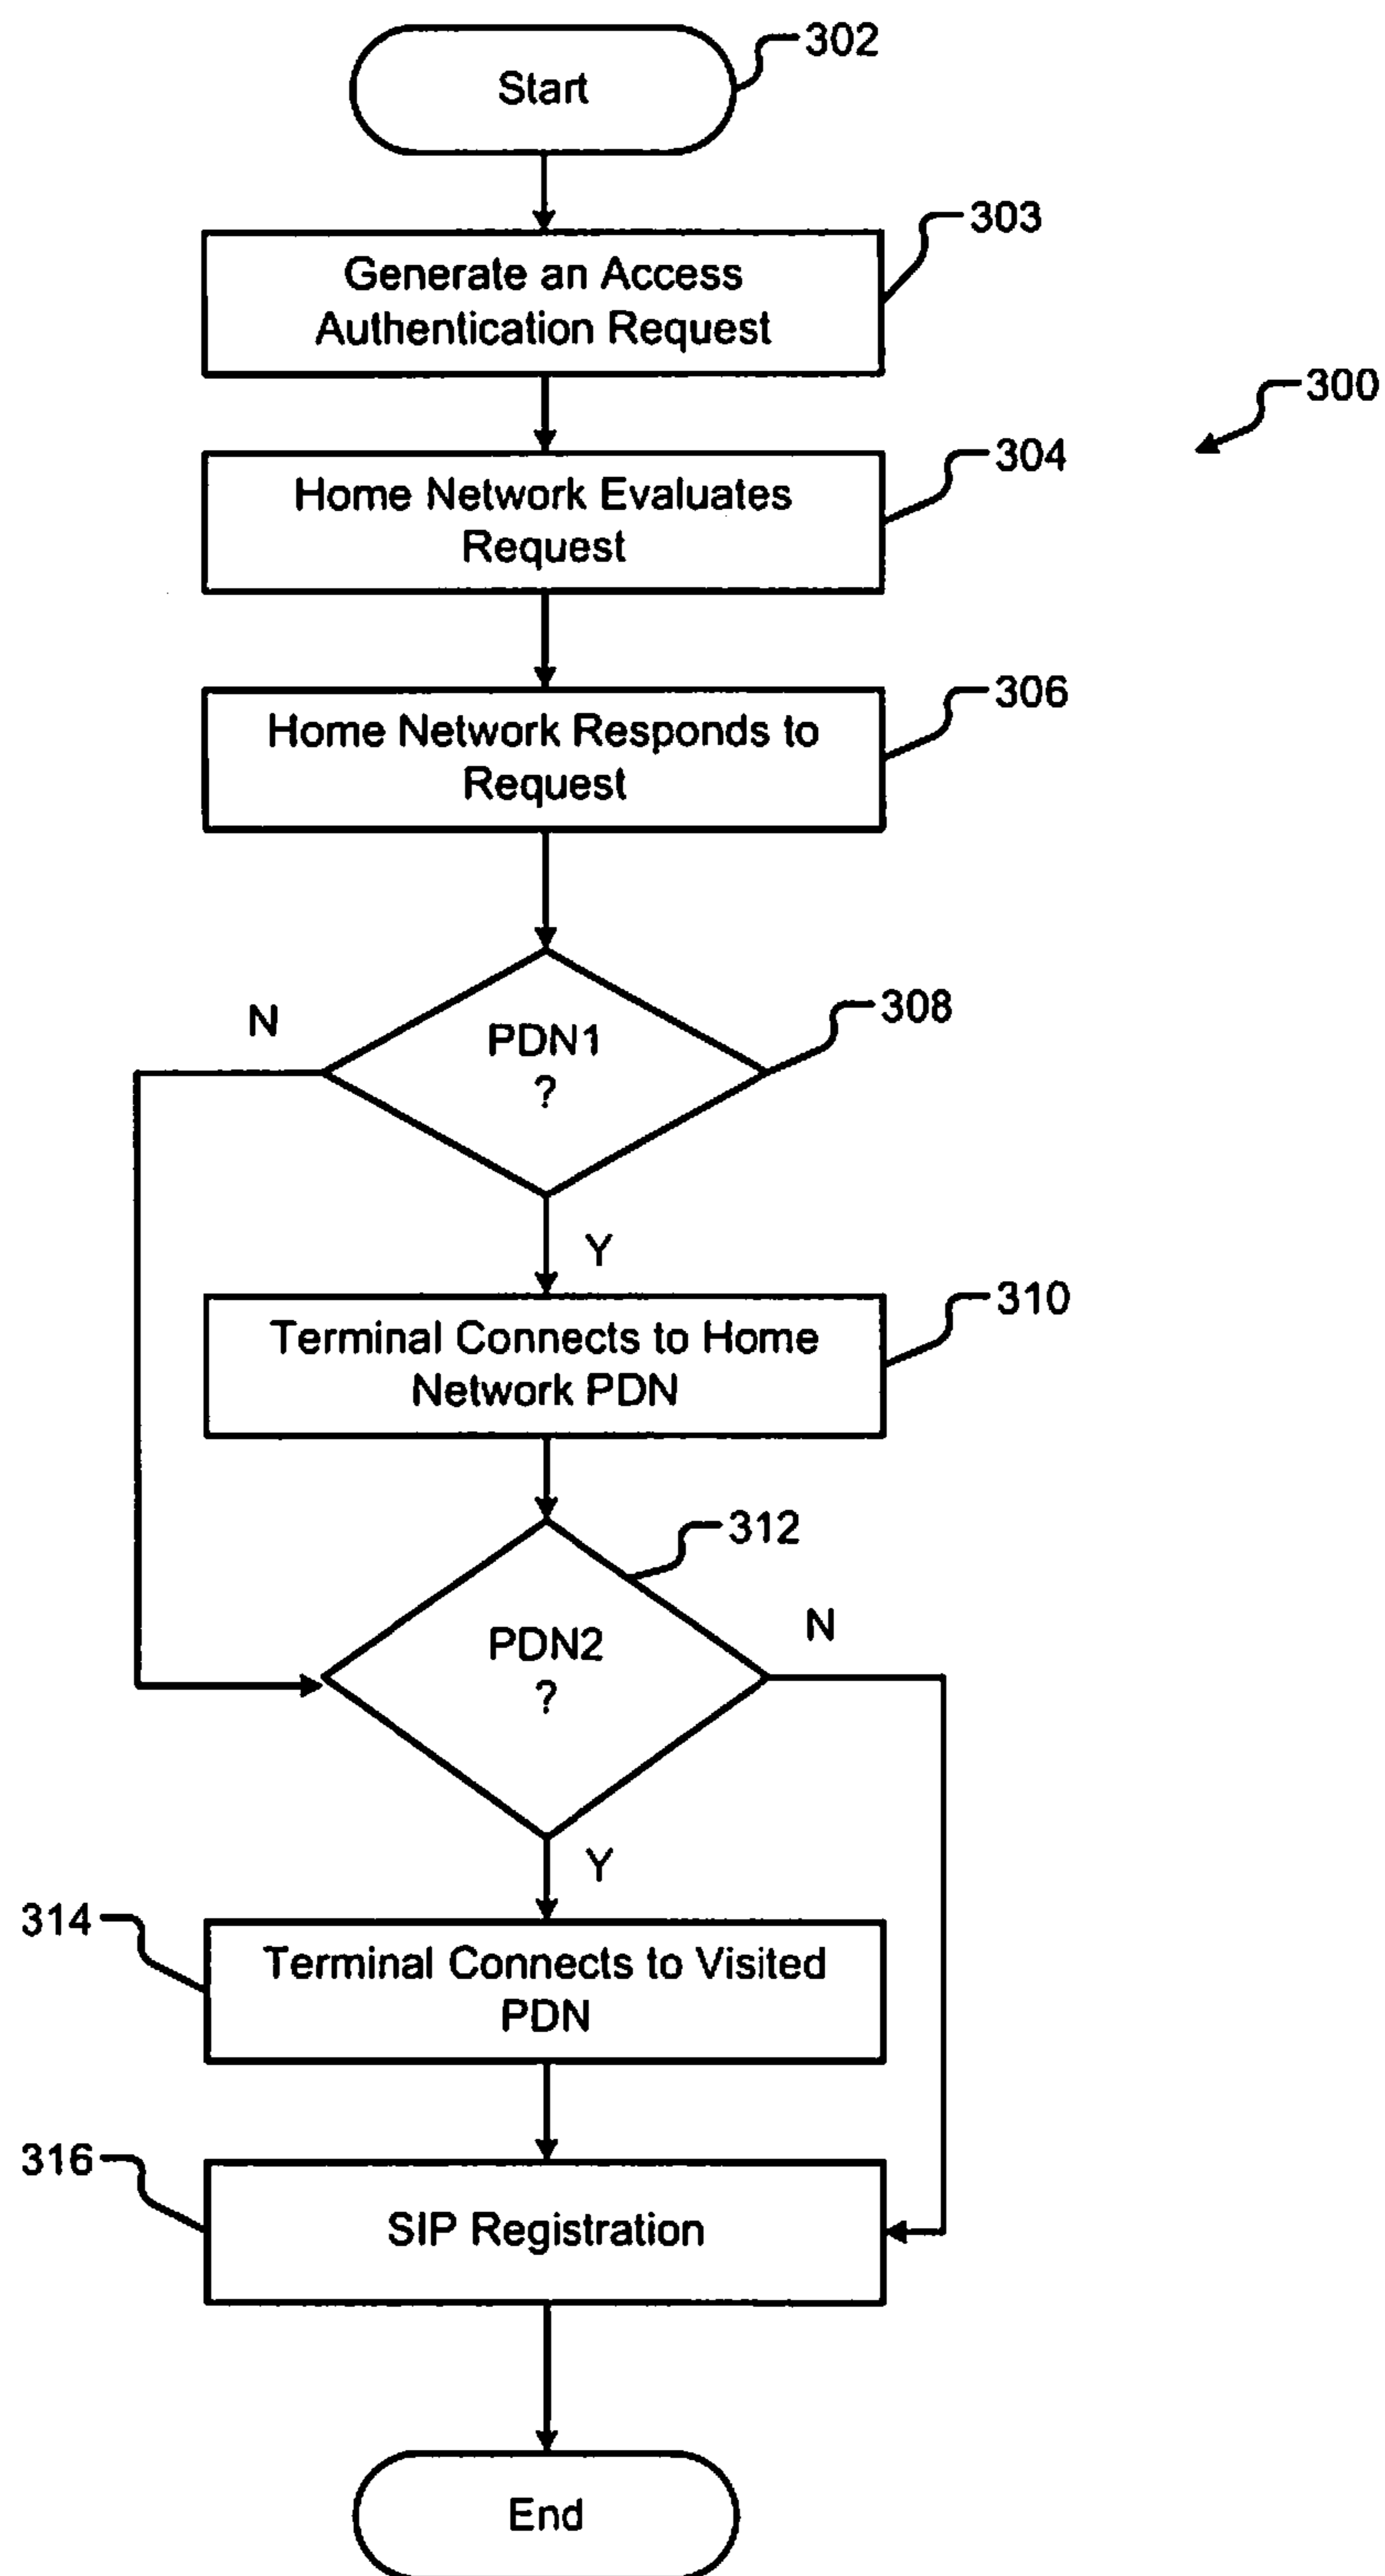 302
Start
303
Generate an Access
Authentication Request
300
304
Home Network Evaluates
Request
306
Home Network Responds to
Request
308
N
PDN1
?
Y
310
Terminal Connects to Home
Network PDN
312
N
PDN2
?
Y
314
Terminal Connects to Visited
PDN
316
SIP Registration
End